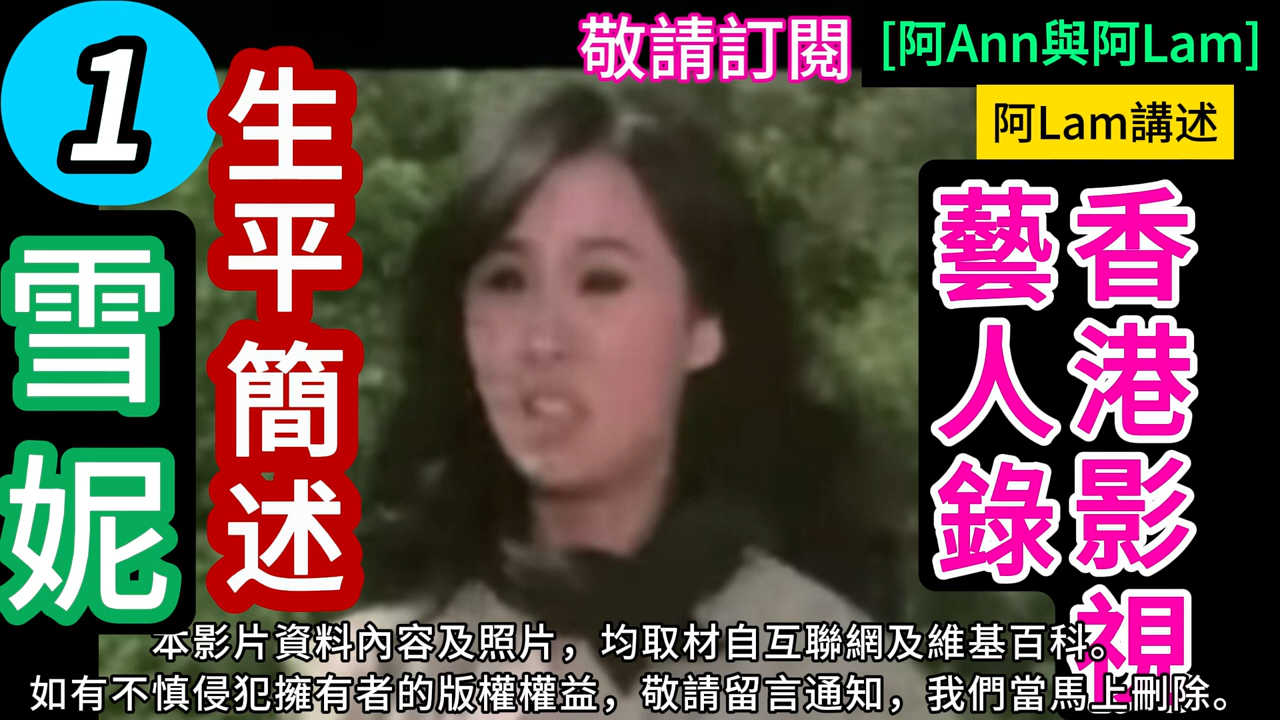 1
雪妮
生平簡述
敬請訂閱
[阿Ann與阿Lam]
阿Lam講述
香港影視
藝人錄
本影片資料內容及照片，均取材自互聯網及維基百科。
如有不慎侵犯擁有者的版權權益，敬請留言通知，我們當馬上刪除。